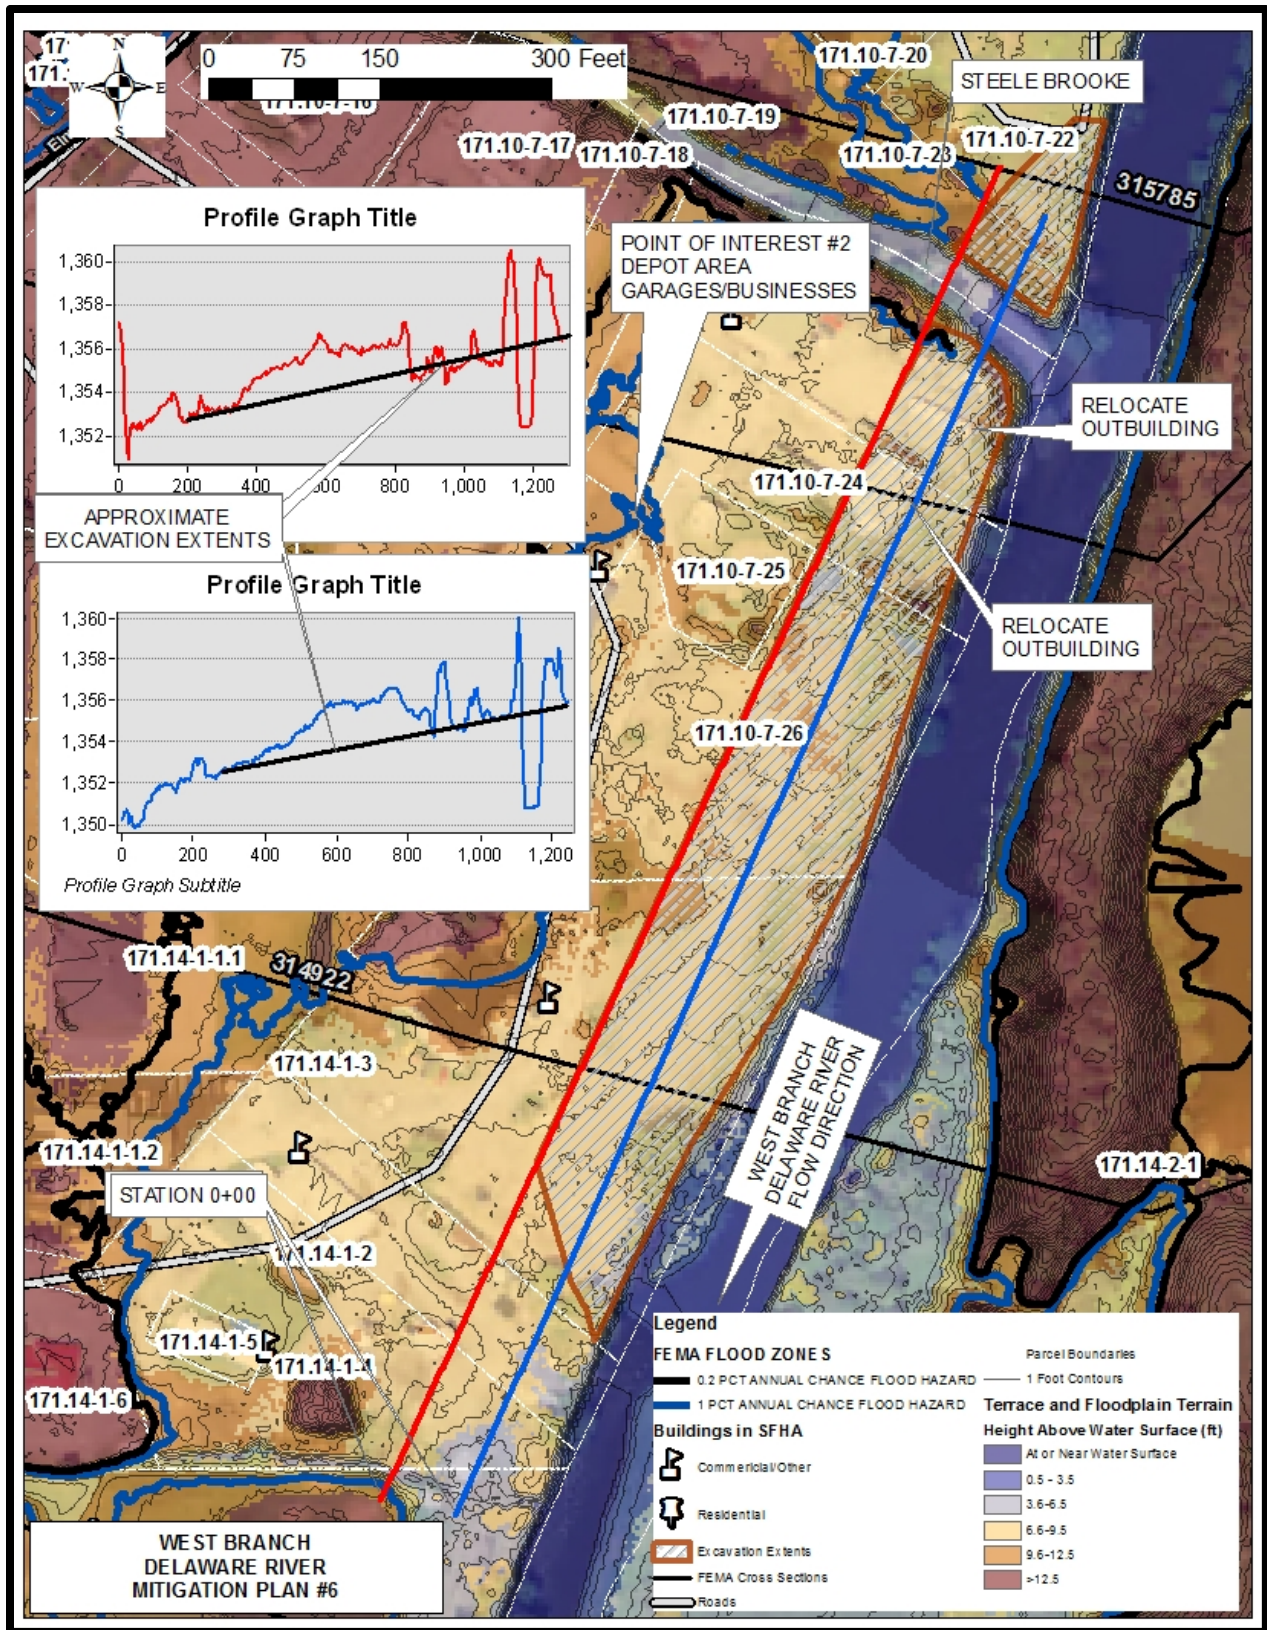 N
W
E
S
0 75 150 300 Feet
171.10-7-16
171.10-7-17
171.10-7-18
171.10-7-19
171.10-7-20
STEELE BROOKE
171.10-7-22
171.10-7-23
315785
Profile Graph Title
1,360
1,358
1,356
1,354
1,352
0 200 400 600 800 1,000 1,200
POINT OF INTEREST #2
DEPOT AREA
GARAGES/BUSINESSES
RELOCATE
OUTBUILDING
171.10-7-24
APPROXIMATE
EXCAVATION EXTENTS
171.10-7-25
Profile Graph Title
1,360
1,358
1,356
1,354
1,352
1,350
0 200 400 600 800 1,000 1,200
Profile Graph Subtitle
RELOCATE
OUTBUILDING
171.10-7-26
171.14-1-1.1
314922
171.14-1-3
WEST BRANCH
DELAWARE RIVER
FLOW DIRECTION
171.14-1-1.2
171.14-2-1
STATION 0+00
171.14-1-2
171.14-1-5
171.14-1-4
171.14-1-6
WEST BRANCH
DELAWARE RIVER
MITIGATION PLAN #6
Legend
FEMA FLOOD ZONES
0.2 PCT ANNUAL CHANCE FLOOD HAZARD
1 PCT ANNUAL CHANCE FLOOD HAZARD
Buildings in SFHA
Commericial/Other
Residential
Excavation Extents
FEMA Cross Sections
Roads
Parcel Boundaries
1 Foot Contours
Terrace and Floodplain Terrain
Height Above Water Surface (ft)
At or Near Water Surface
0.5 - 3.5
3.6-6.5
6.6-9.5
9.6-12.5
>12.5